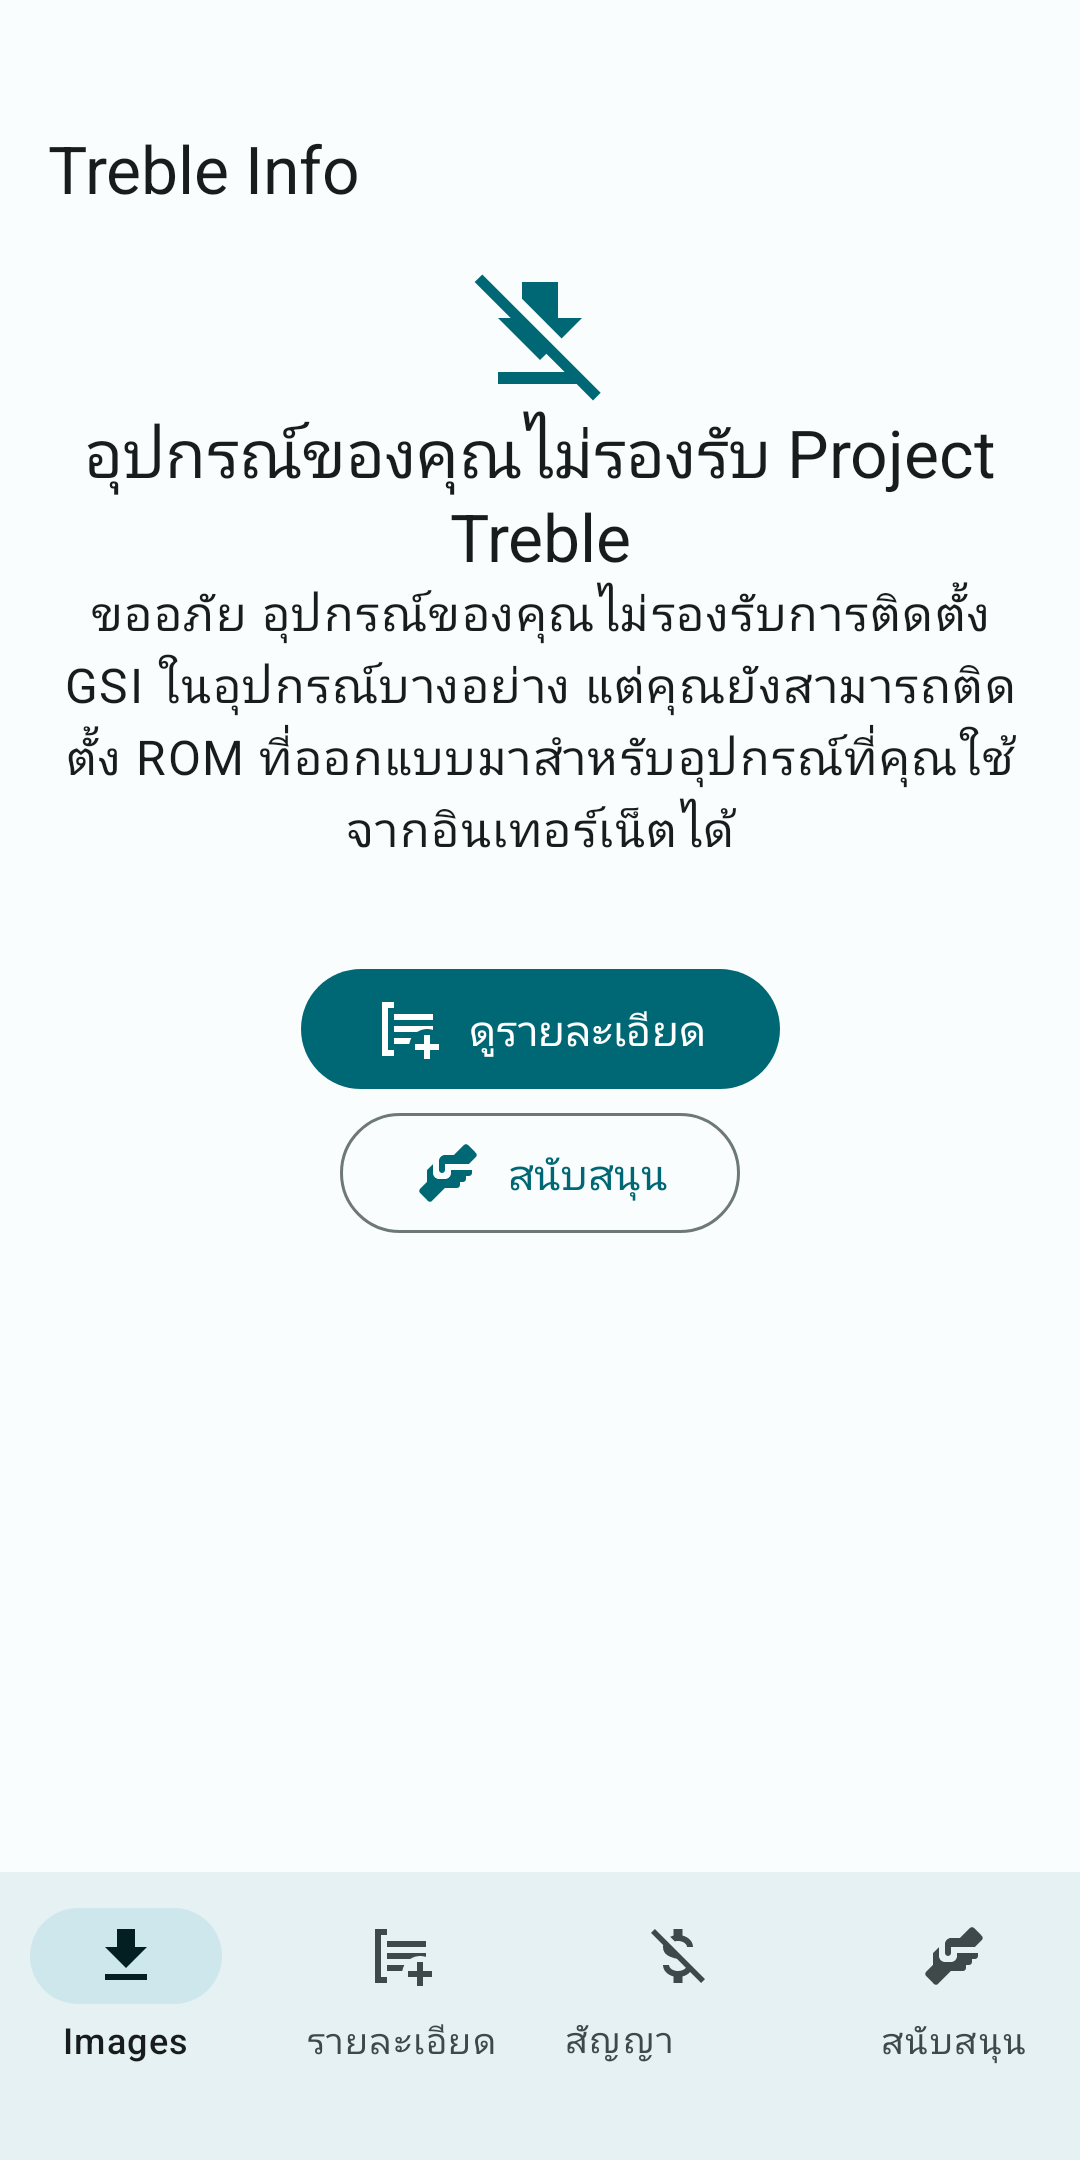 Treble Info
อุปกรณ์ของคุณไม่รองรับ Project
Treble
ขออภัย อุปกรณ์ของคุณไม่รองรับการติดตั้ง
GSI ในอุปกรณ์บางอย่าง แต่คุณยังสามารถติด
ตั้ง ROM ที่ออกแบบมาสำหรับอุปกรณ์ที่คุณใช้
จากอินเทอร์เน็ตได้
ดูรายละเอียด
สนับสนุน
Images
รายละเอียด
สัญญา
สนับสนุน